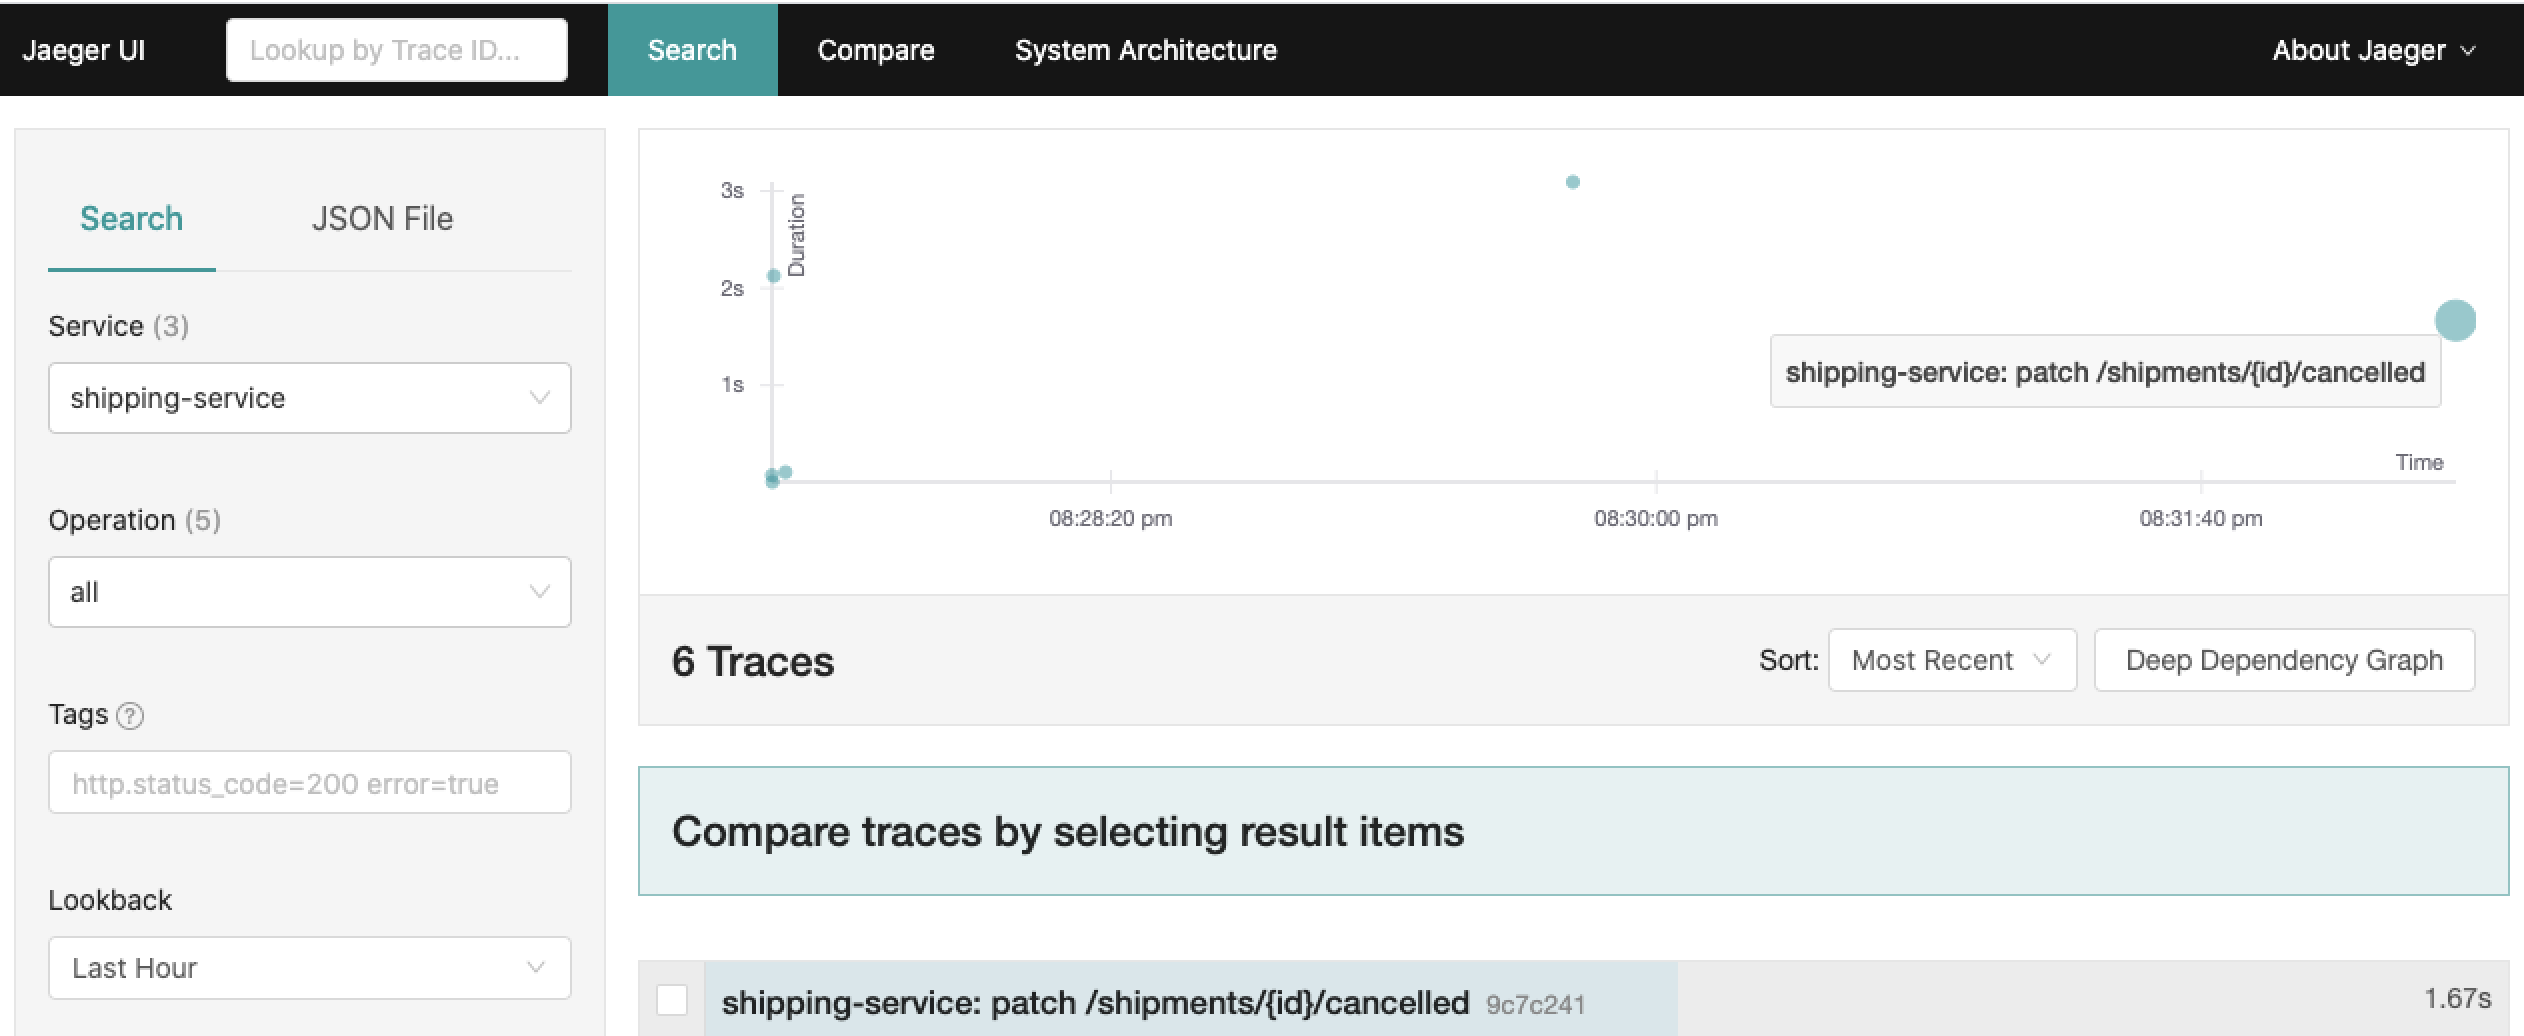 Jaeger UI
Lookup by Trace ID...
Search
Compare
System Architecture
About Jaeger
Search
JSON File
Service (3)
shipping-service
Operation (5)
all
Tags ?
http.status_code=200 error=true
Lookback
Last Hour
3s
2s
1s
Duration
shipping-service: patch /shipments/{id}/cancelled
Time
08:28:20 pm
08:30:00 pm
08:31:40 pm
6 Traces
Sort: Most Recent
Deep Dependency Graph
Compare traces by selecting result items
shipping-service: patch /shipments/{id}/cancelled 9c7c241
1.67s